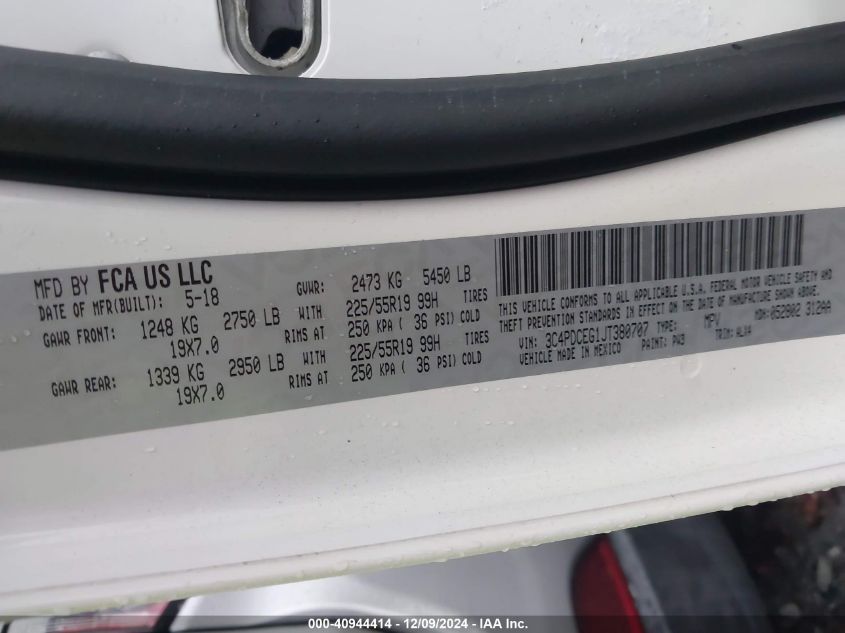 MFD BY FCA US LLC
DATE OF MFR(BUILT): 5-18 GVWR: 2473 KG 5450 LB
GAWR FRONT: 1248 KG 2750 LB WITH 225/55R19 99H TIRES
19X7.0 RIMS AT 250 KPA ( 36 PSI) COLD
GAWR REAR: 1339 KG 2950 LB WITH 225/55R19 99H TIRES
19X7.0 RIMS AT 250 KPA ( 36 PSI) COLD
THIS VEHICLE CONFORMS TO ALL APPLICABLE U.S.A. FEDERAL MOTOR VEHICLE SAFETY AND
THEFT PREVENTION STANDARDS IN EFFECT ON THE DATE OF MANUFACTURE SHOWN ABOVE.
VIN: 3C4PDCEG1JT380707 TYPE: MPV MDH: 052902 312AA
VEHICLE MADE IN MEXICO PAINT: PW3 TRIM: ALXA
000-40944414 - 12/09/2024 - IAA Inc.